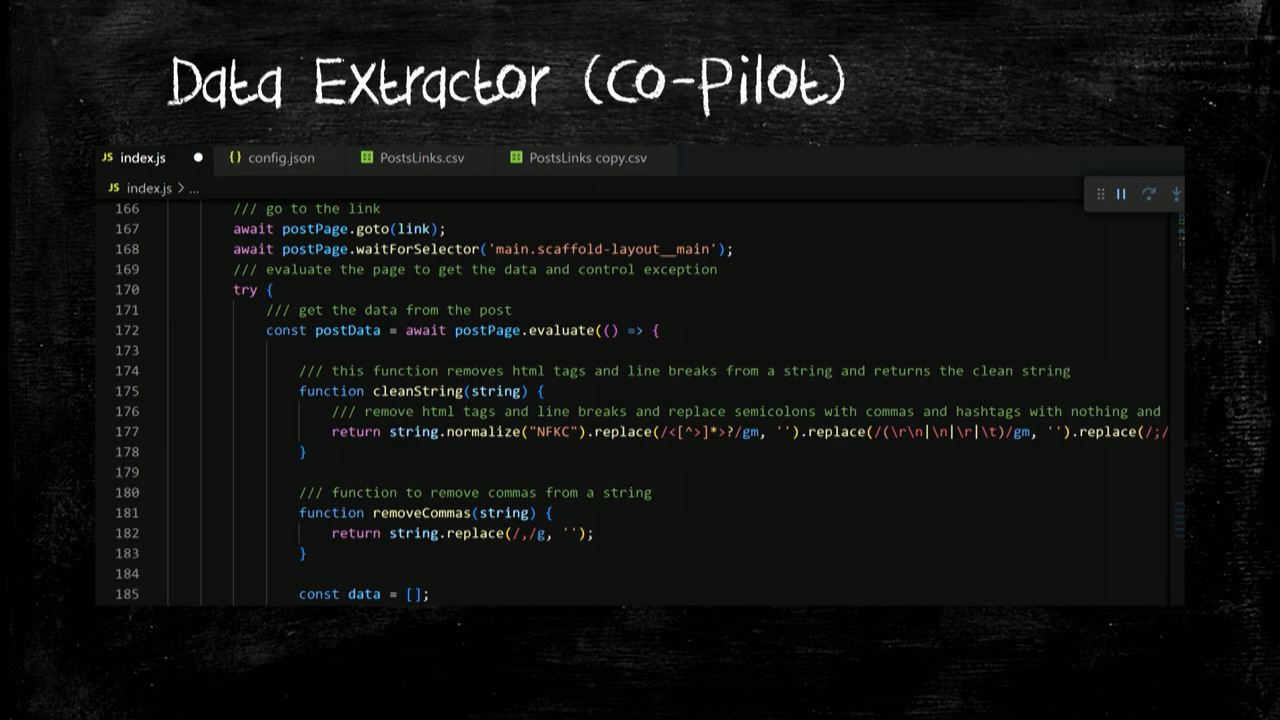 Data Extractor (Co-Pilot)
JS index.js {} config.json PostsLinks.csv PostsLinks copy.csv
JS index.js > ...
166 /// go to the link
167 await postPage.goto(link);
168 await postPage.waitForSelector('main.scaffold-layout__main');
169 /// evaluate the page to get the data and control exception
170 try {
171 /// get the data from the post
172 const postData = await postPage.evaluate(() => {
173
174 /// this function removes html tags and line breaks from a string and returns the clean string
175 function cleanString(string) {
176 /// remove html tags and line breaks and replace semicolons with commas and hashtags with nothing and
177 return string.normalize("NFKC").replace(/<[^>]*>?/gm, '').replace(/(\r\n|\n|\r|\t)/gm, '').replace(/;/
178 }
179
180 /// function to remove commas from a string
181 function removeCommas(string) {
182 return string.replace(/,/g, '');
183 }
184
185 const data = [];